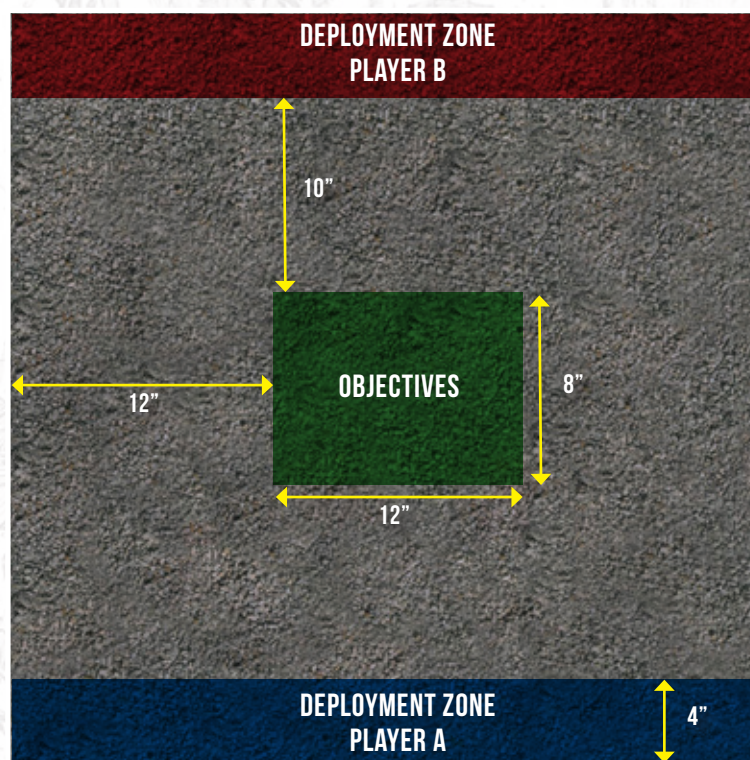 DEPLOYMENT ZONE
PLAYER B
10”
OBJECTIVES
8”
12”
12”
DEPLOYMENT ZONE
PLAYER A
4”